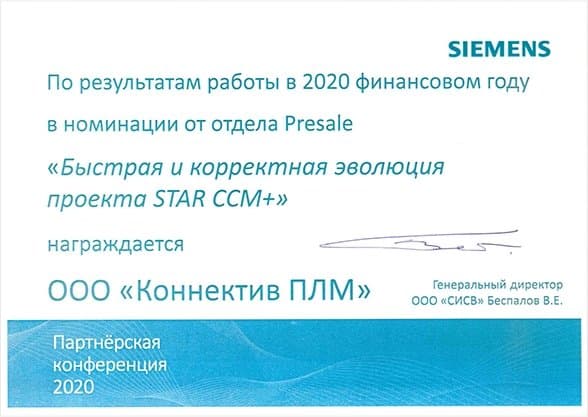 SIEMENS
По результатам работы в 2020 финансовом году
в номинации от отдела Presale
«Быстрая и корректная эволюция
проекта STAR CCM+»
награждается
ООО «Коннектив ПЛМ»
Генеральный директор
ООО «СИСВ» Беспалов В.Е.
Партнёрская
конференция
2020